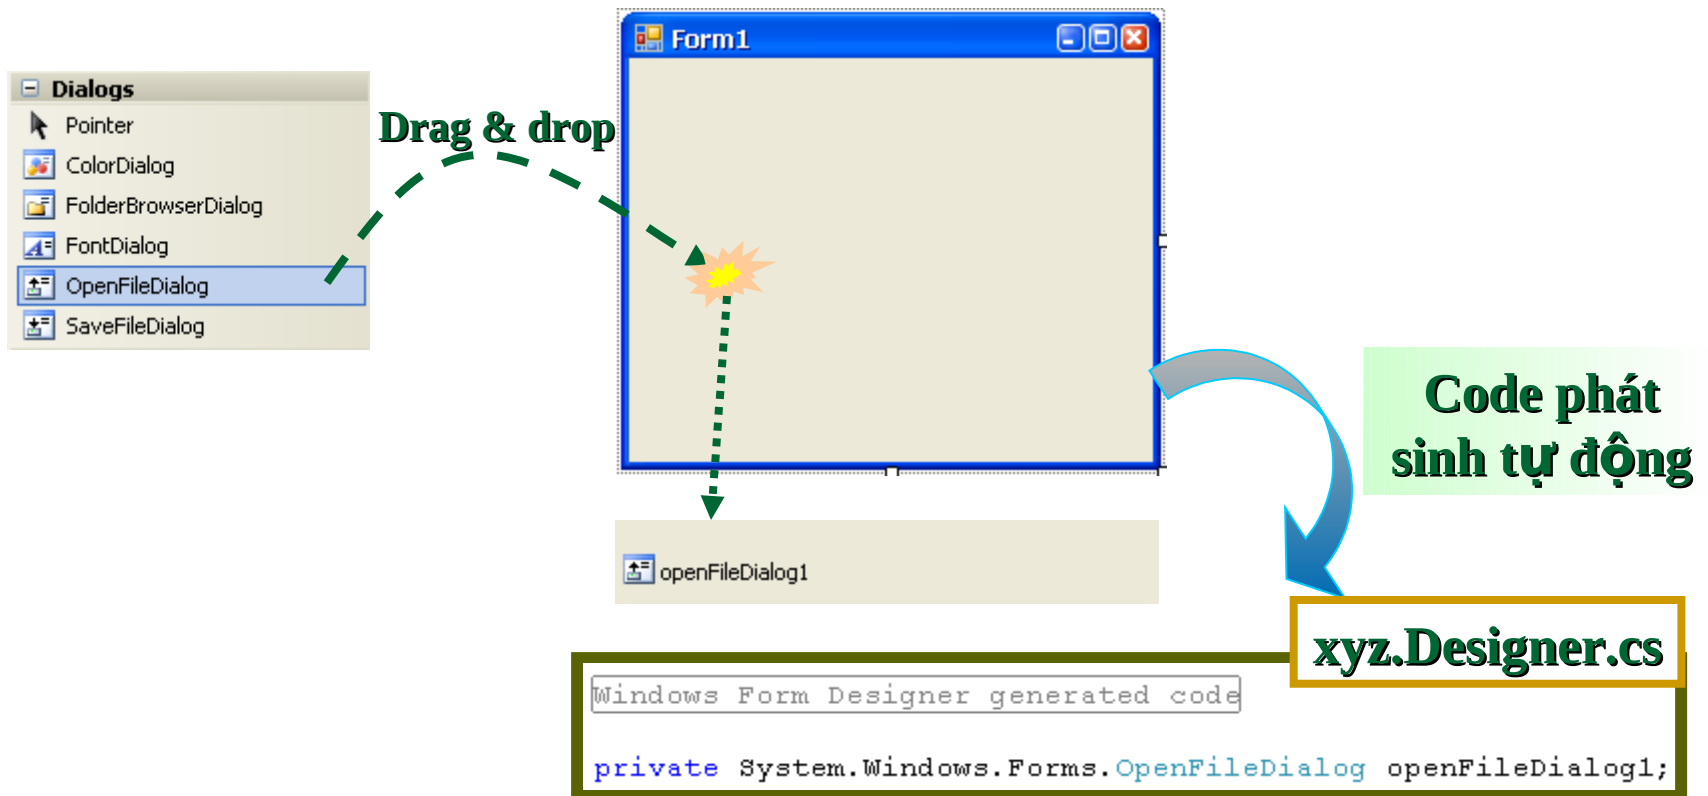 Form1
Dialogs
Pointer
ColorDialog
FolderBrowserDialog
FontDialog
OpenFileDialog
SaveFileDialog
Drag & drop
Code phát
sinh tự động
openFileDialog1
xyz.Designer.cs
Windows Form Designer generated code
private System.Windows.Forms.OpenFileDialog openFileDialog1;